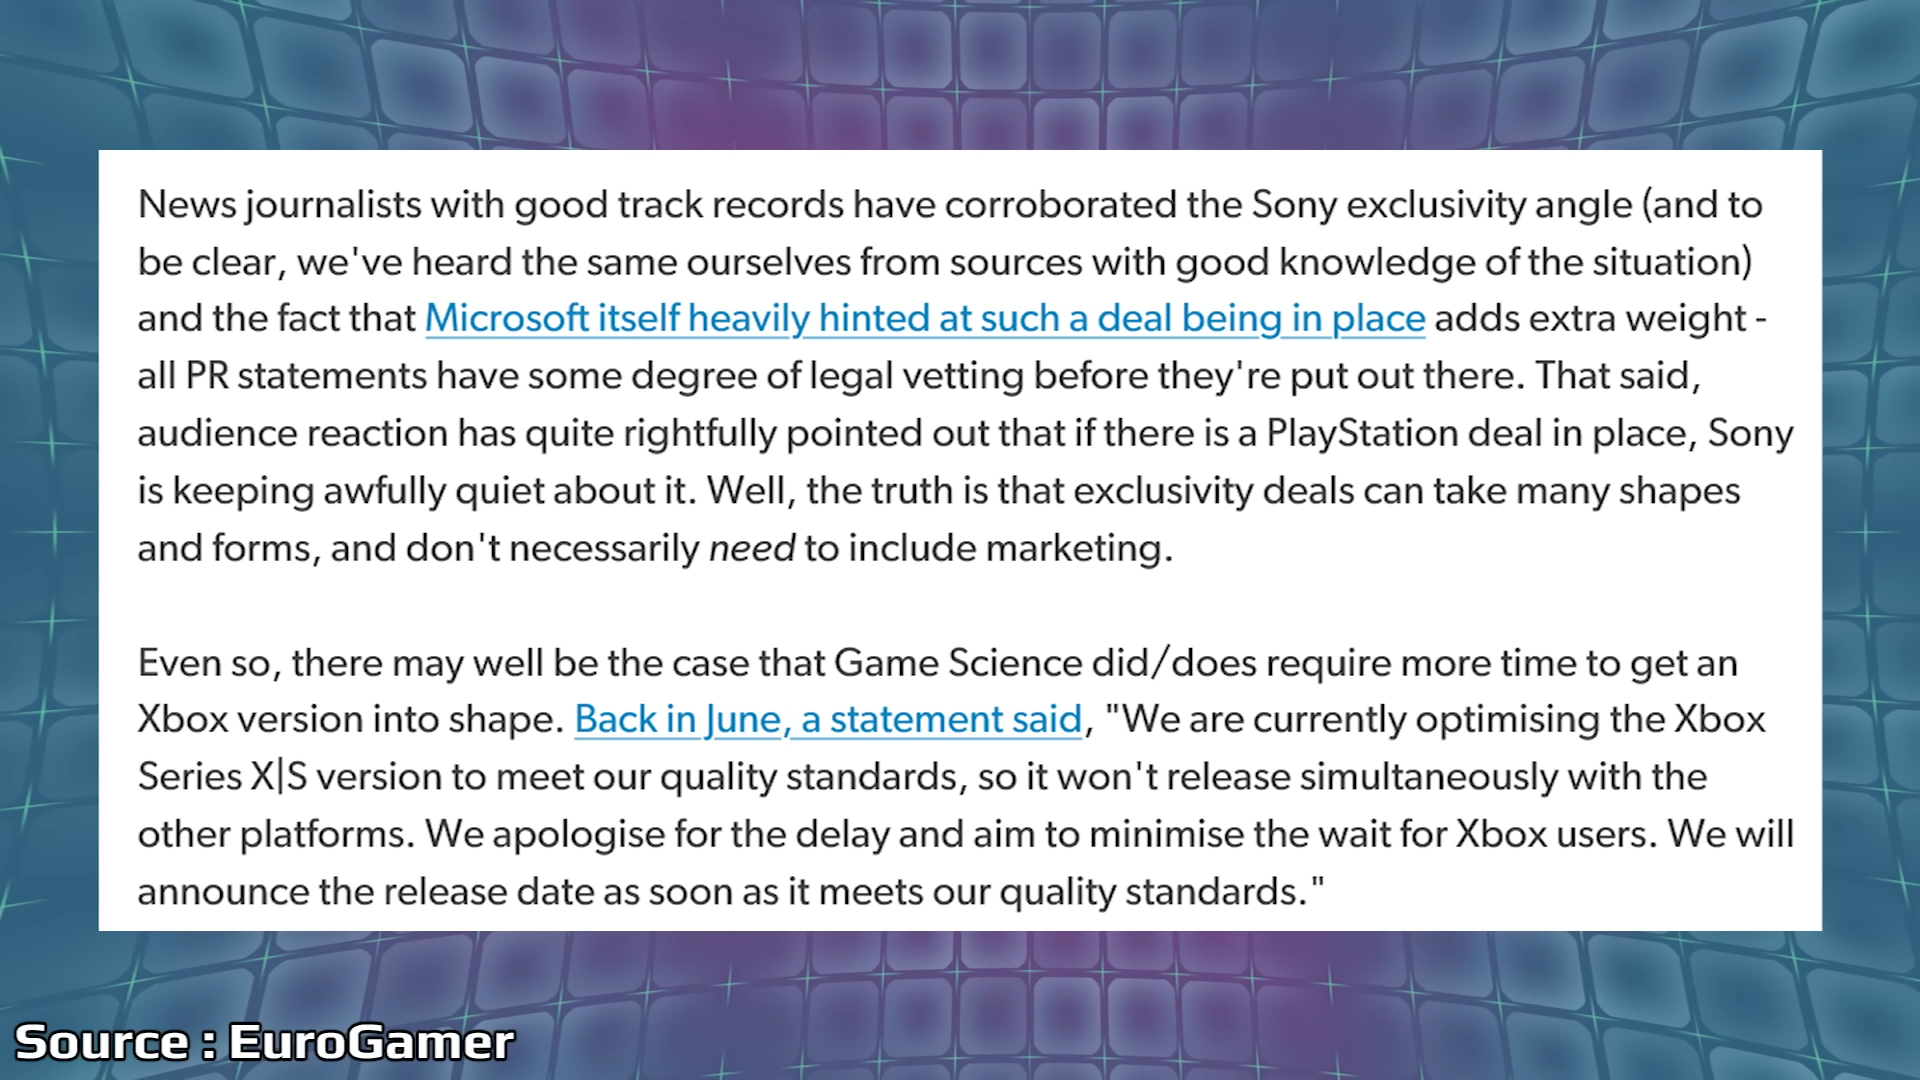 News journalists with good track records have corroborated the Sony exclusivity angle (and to
be clear, we've heard the same ourselves from sources with good knowledge of the situation)
and the fact that Microsoft itself heavily hinted at such a deal being in place adds extra weight -
all PR statements have some degree of legal vetting before they're put out there. That said,
audience reaction has quite rightfully pointed out that if there is a PlayStation deal in place, Sony
is keeping awfully quiet about it. Well, the truth is that exclusivity deals can take many shapes
and forms, and don't necessarily need to include marketing.
Even so, there may well be the case that Game Science did/does require more time to get an
Xbox version into shape. Back in June, a statement said, "We are currently optimising the Xbox
Series X|S version to meet our quality standards, so it won't release simultaneously with the
other platforms. We apologise for the delay and aim to minimise the wait for Xbox users. We will
announce the release date as soon as it meets our quality standards."
Source : EuroGamer